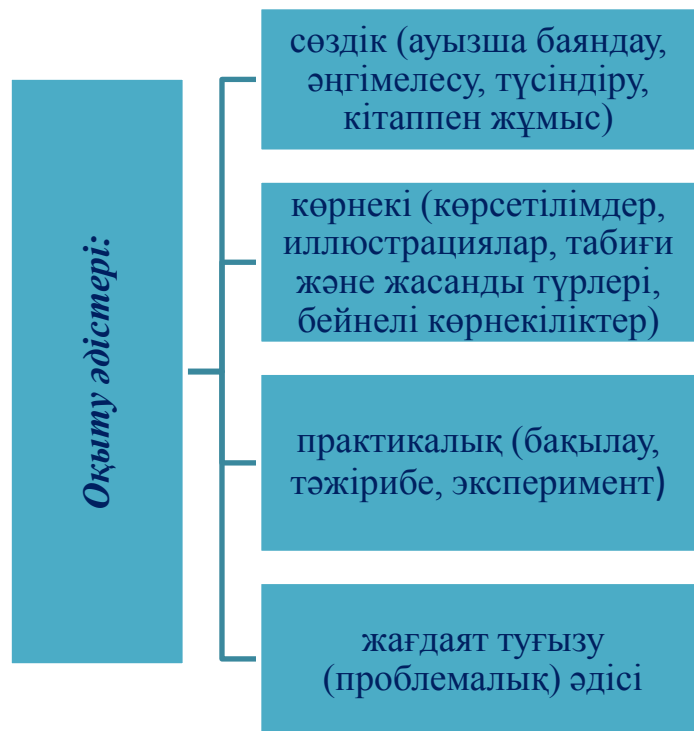 Оқыту әдістері:
сөздік (ауызша баяндау,
әңгімелесу, түсіндіру,
кітаппен жұмыс)
көрнекі (көрсетілімдер,
иллюстрациялар, табиғи
және жасанды түрлері,
бейнелі көрнекіліктер)
практикалық (бақылау,
тәжірибе, эксперимент)
жағдаят туғызу
(проблемалық) әдісі